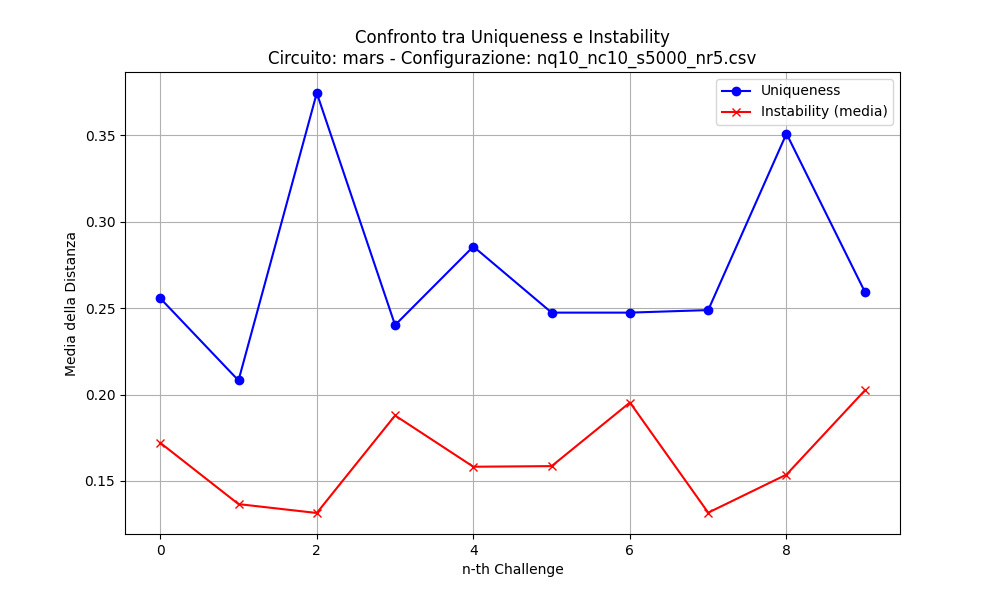 Confronto tra Uniqueness e Instability
Circuito: mars - Configurazione: nq10_nc10_s5000_nr5.csv
Uniqueness
Instability (media)
Media della Distanza
0.35
0.30
0.25
0.20
0.15
0 2 4 6 8
n-th Challenge